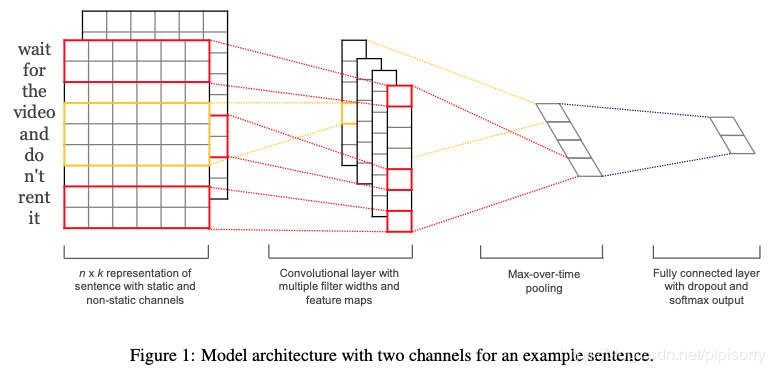 wait
for
the
video
and
do
n't
rent
it
n x k representation of
sentence with static and
non-static channels
Convolutional layer with
multiple filter widths and
feature maps
Max-over-time
pooling
Fully connected layer
with dropout and
softmax output
Figure 1: Model architecture with two channels for an example sentence.